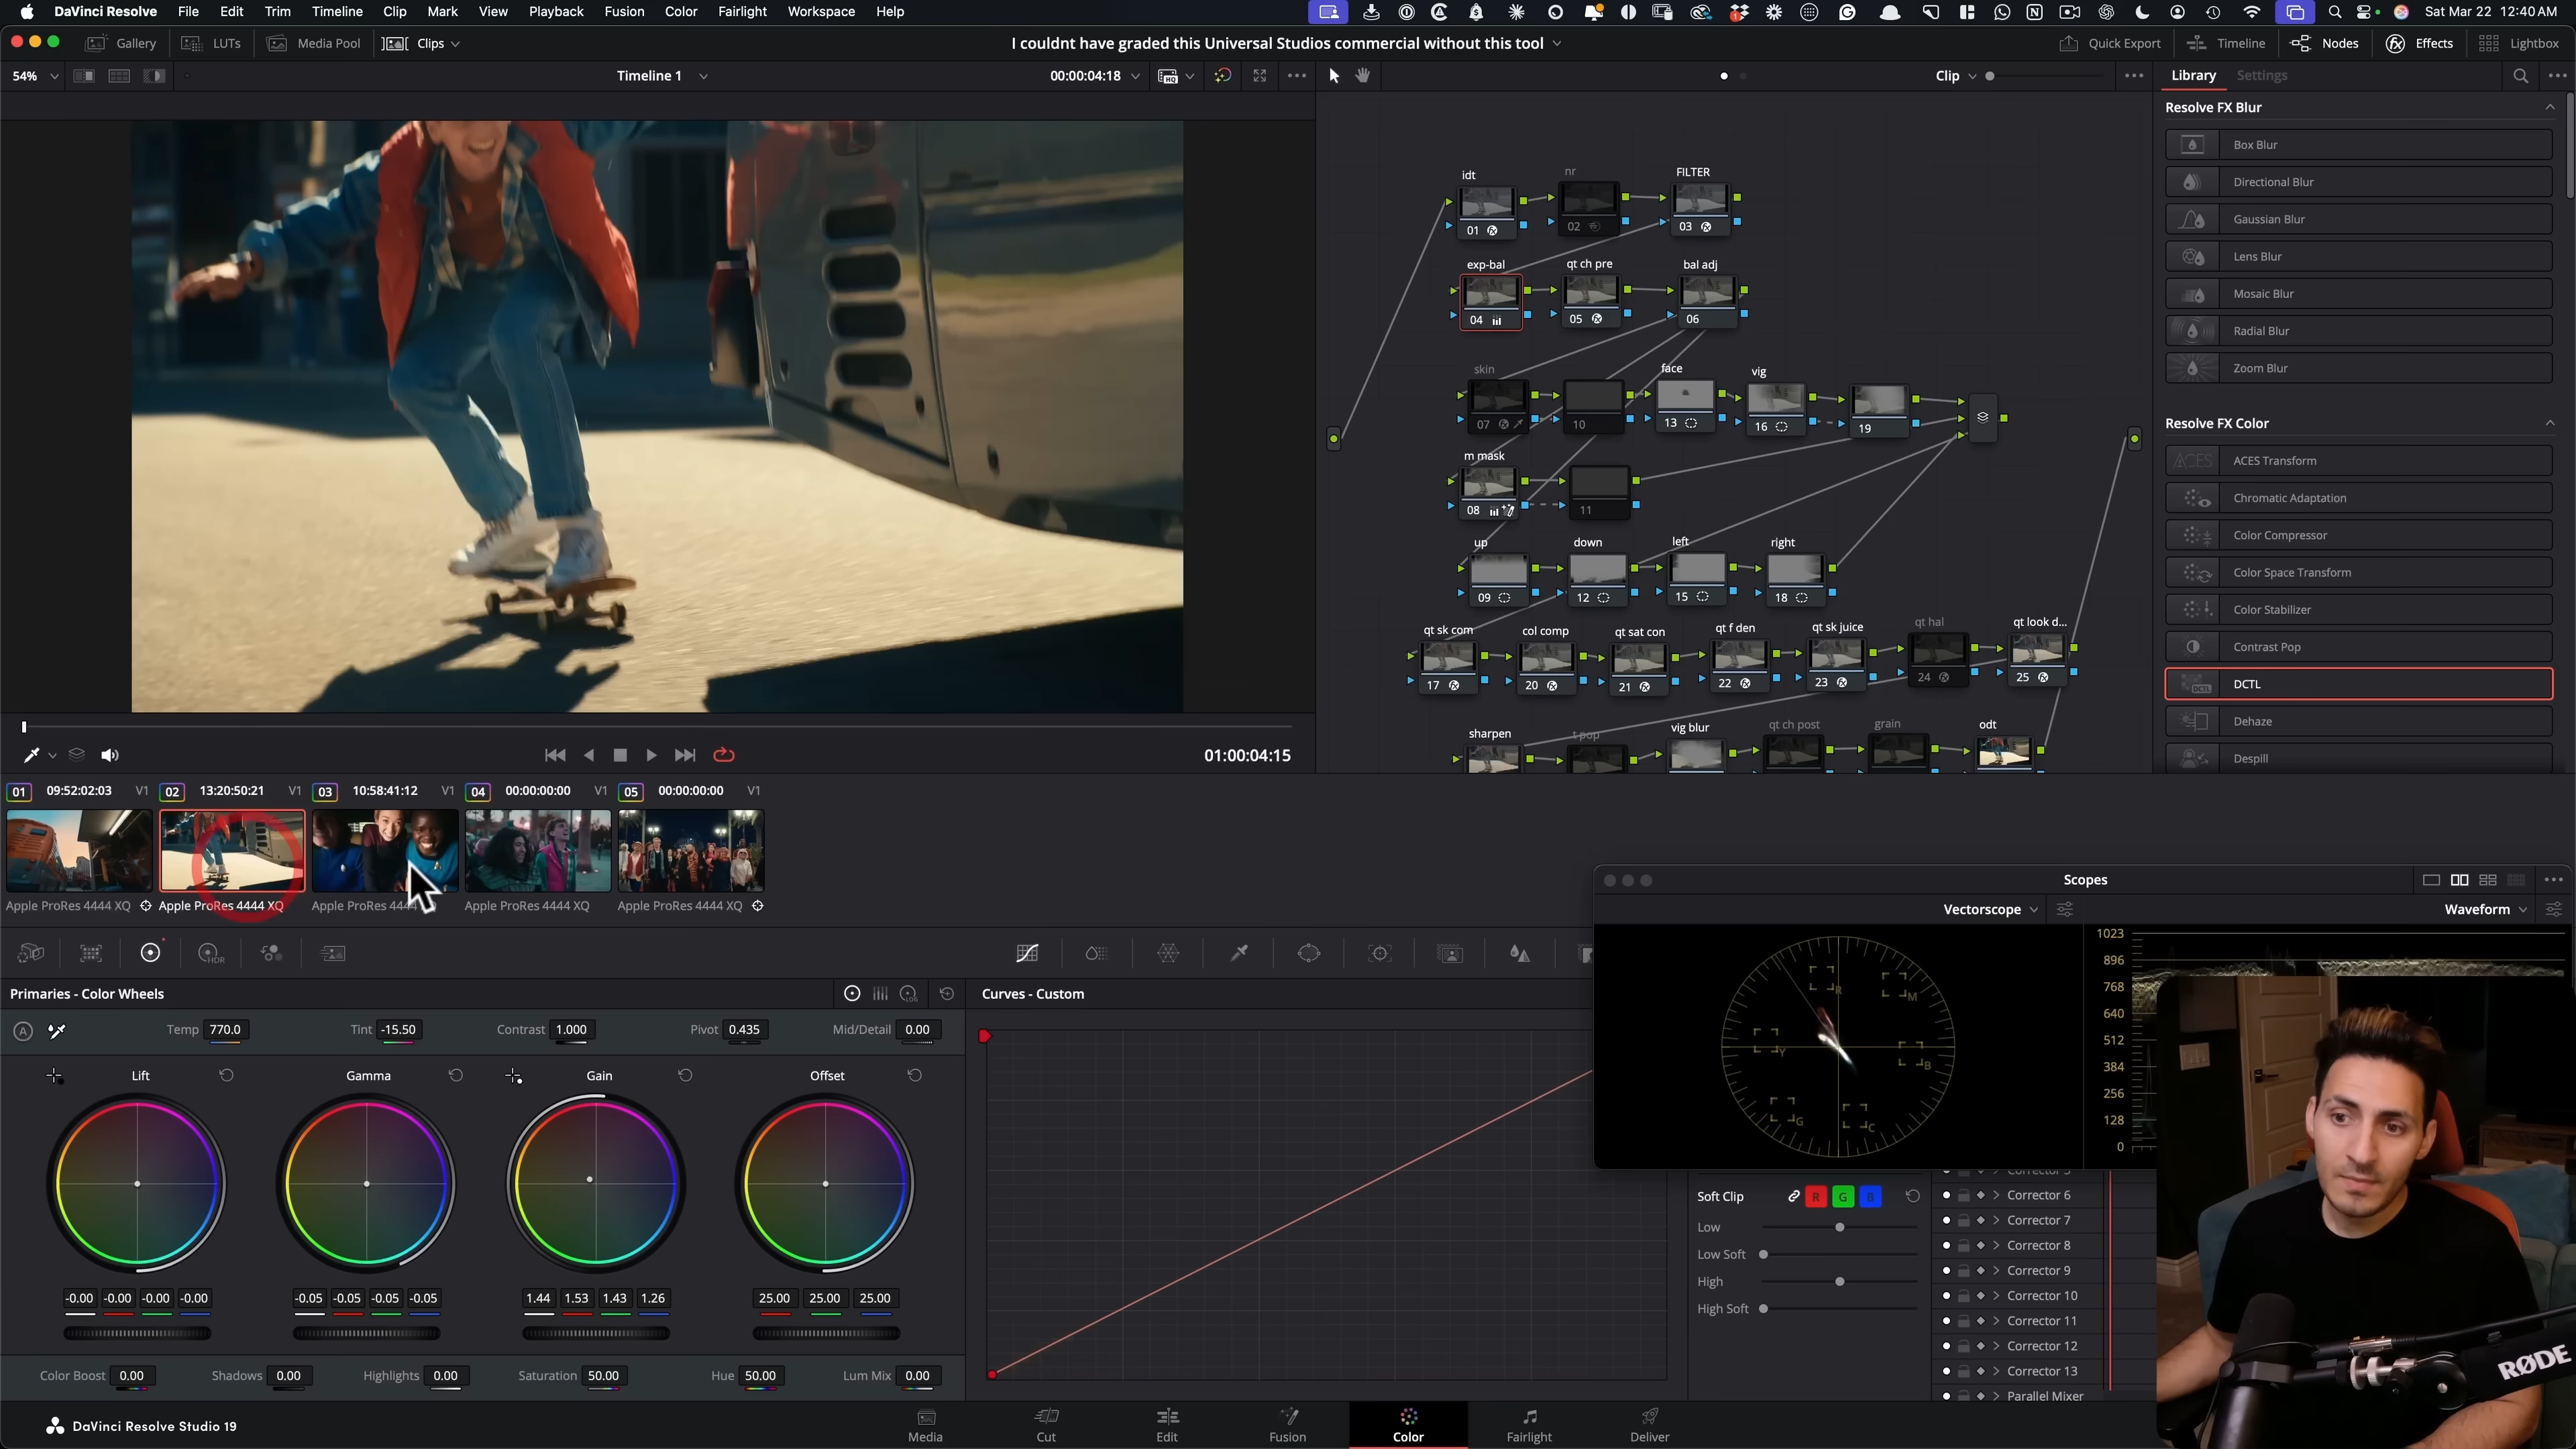 DaVinci Resolve File Edit Trim Timeline Clip Mark View Playback Fusion Color Fairlight Workspace Help Sat Mar 22 12:40 AM
Gallery LUTs Media Pool Clips I couldnt have graded this Universal Studios commercial without this tool Quick Export Timeline Nodes Effects Lightbox
54% Timeline 1 00:00:04:18 Clip Library Settings
Resolve FX Blur
Box Blur
Directional Blur
Gaussian Blur
Lens Blur
Mosaic Blur
Radial Blur
Zoom Blur
Resolve FX Color
ACES Transform
Chromatic Adaptation
Color Compressor
Color Space Transform
Color Stabilizer
Contrast Pop
DCTL
Dehaze
Despill
idt nr FILTER
01 02 03
exp-bal qt ch pre bal adj
04 05 06
skin face vig
07 10 13 16 19
m mask
08 11
up down left right
09 12 15 18
qt sk com col comp qt sat con qt f den qt sk juice qt hal qt look d...
17 20 21 22 23 24 25
sharpen t pop vig blur qt ch post grain odt
01:00:04:15
01 09:52:02:03 V1 02 13:20:50:21 V1 03 10:58:41:12 V1 04 00:00:00:00 V1 05 00:00:00:00 V1
Apple ProRes 4444 XQ Apple ProRes 4444 XQ Apple ProRes 444 Apple ProRes 4444 XQ Apple ProRes 4444 XQ
Scopes
Vectorscope Waveform
R M Y B G C
1023
896
768
640
512
384
256
128
0
HDR
Primaries - Color Wheels LOG Curves - Custom
A Temp 770.0 Tint -15.50 Contrast 1.000 Pivot 0.435 Mid/Detail 0.00
Lift Gamma Gain Offset
-0.00 -0.00 -0.00 -0.00 -0.05 -0.05 -0.05 -0.05 1.44 1.53 1.43 1.26 25.00 25.00 25.00
Color Boost 0.00 Shadows 0.00 Highlights 0.00 Saturation 50.00 Hue 50.00 Lum Mix 0.00
Soft Clip R G B
Low
Low Soft
High
High Soft
Corrector 5
Corrector 6
Corrector 7
Corrector 8
Corrector 9
Corrector 10
Corrector 11
Corrector 12
Corrector 13
Parallel Mixer
RØDE
DaVinci Resolve Studio 19 Media Cut Edit Fusion Color Fairlight Deliver